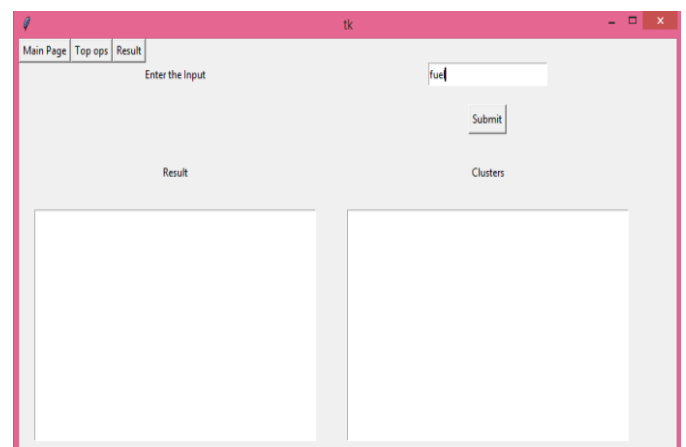 tk
Main Page Top ops Result
Enter the Input fuel
Submit
Result Clusters